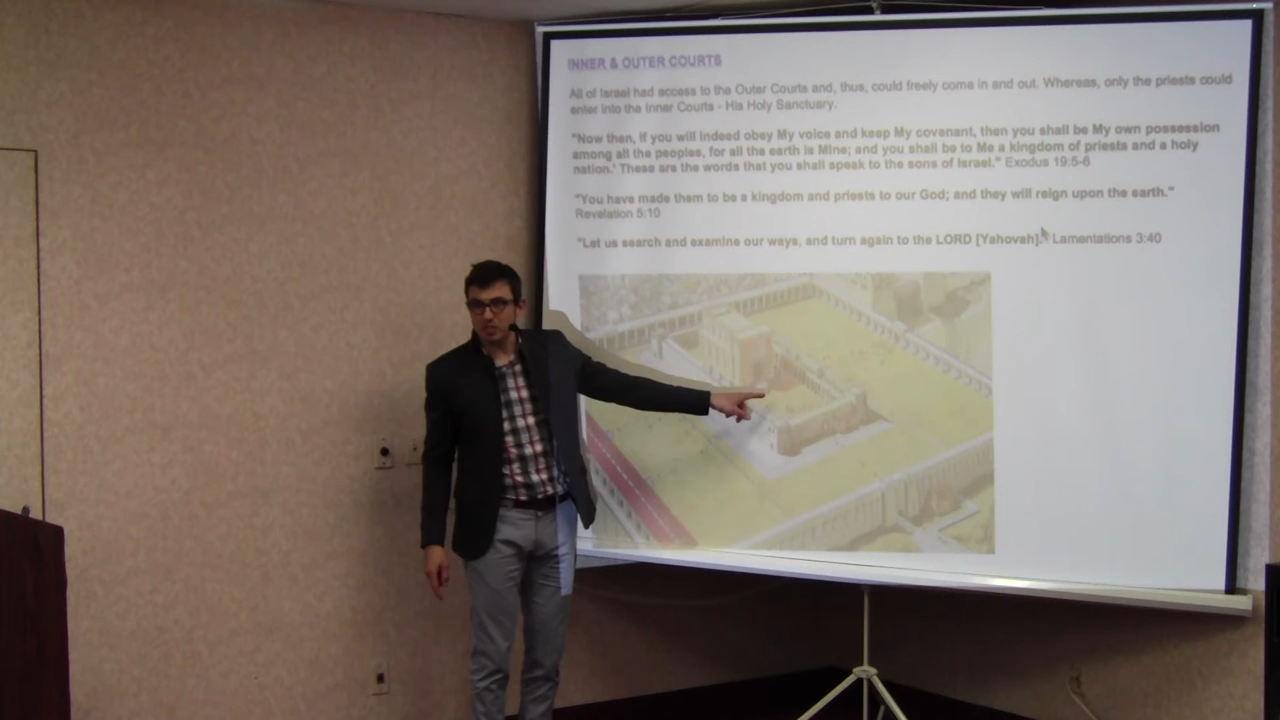 INNER & OUTER COURTS
All of Israel had access to the Outer Courts and, thus, could freely come in and out. Whereas, only the priests could
enter into the Inner Courts - His Holy Sanctuary.
"Now then, if you will indeed obey My voice and keep My covenant, then you shall be My own possession
among all the peoples, for all the earth is Mine; and you shall be to Me a kingdom of priests and a holy
nation.' These are the words that you shall speak to the sons of Israel." Exodus 19:5-6
"You have made them to be a kingdom and priests to our God; and they will reign upon the earth."
Revelation 5:10
"Let us search and examine our ways, and turn again to the LORD [Yahovah]." Lamentations 3:40